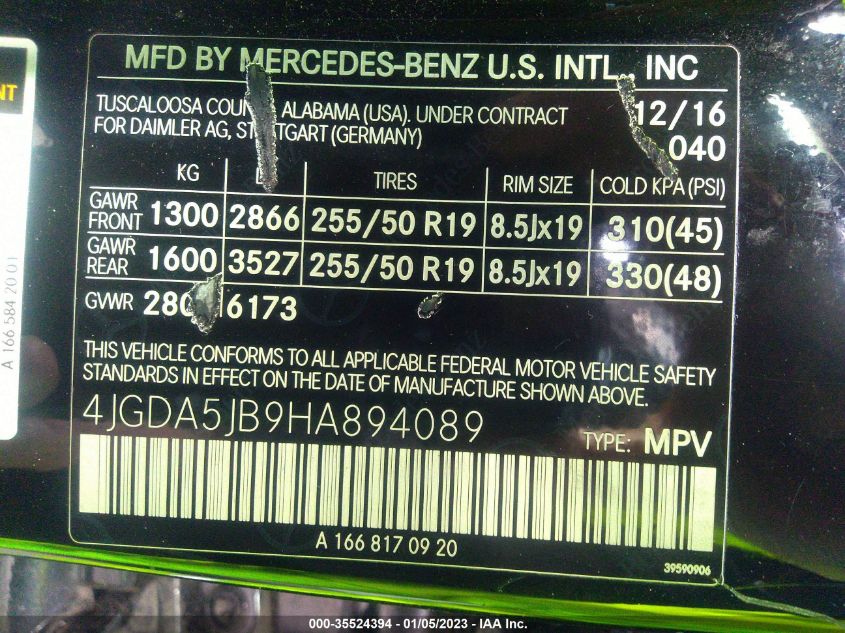 MFD BY MERCEDES-BENZ U.S. INTL., INC
TUSCALOOSA ALABAMA (USA). UNDER CONTRACT
12/16
FOR DAIMLER AG, (GERMANY)
040
KG TIRES RIM SIZE COLD KPA (PSI)
GAWR FRONT 1300 2866 255/50 R19 8.5Jx19 310(45)
GAWR REAR 1600 3527 255/50 R19 8.5Jx19 330(48)
GVWR 6173
THIS VEHICLE CONFORMS TO ALL APPLICABLE FEDERAL MOTOR VEHICLE SAFETY
STANDARDS IN EFFECT ON THE DATE OF MANUFACTURE SHOWN ABOVE.
4JGDA5JB9HA894089
TYPE: MPV
A 166 817 09 20
39590906
A 166 584 20 01
000-35524394 - 01/05/2023 - IAA Inc.